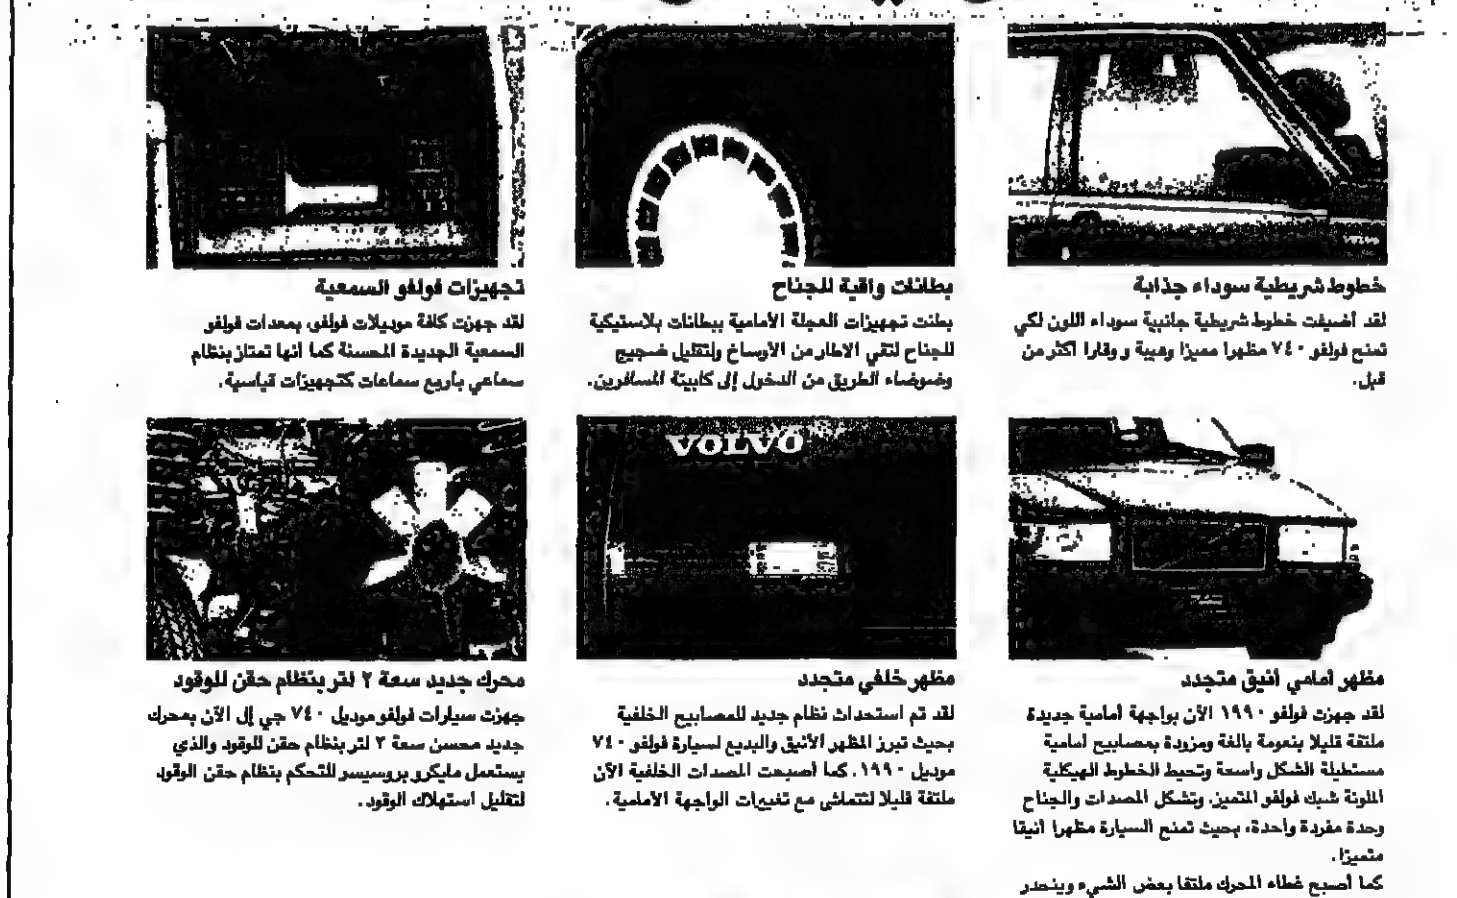 خطوط شريطية سوداء جذابة
لقد أضيفت خطوط شريطية جانبية سوداء اللون لكي
تمنح فولفو ٧٤٠ مظهرا مميزا وهيبة ووقارا اكثر من
قبل.
بطانات واقية للجناح
بطنت تجهيزات العجلة الأمامية ببطانات بلاستيكية
للجناح لتقي الاطار من الأوساخ ولتقليل ضجيج
وضوضاء الطريق من الدخول إلى كابينة المسافرين.
تجهيزات فولفو السمعية
لقد جهزت كافة موديلات فولفو، بمعدات فولفو
السمعية الجديدة المحسنة كما أنها تمتاز بنظام
سماعي بأربع سماعات كتجهيزات قياسية.
مظهر أمامي أنيق متجدد
لقد جهزت فولفو ١٩٩٠ الآن بواجهة أمامية جديدة
ملتفة قليلا بنعومة بالغة ومزودة بمصابيح أمامية
مستطيلة الشكل واسعة وتحيط الخطوط الهيكلية
الملونة شبك فولفو المتميز. وتشكل المصدات والجناح
وحدة مفردة واحدة، بحيث تمنح السيارة مظهرا أنيقا
متميزا.
كما أصبح غطاء المحرك ملتفا بعض الشيء وينحدر
VOLVO
مظهر خلفي متجدد
لقد تم استحداث نظام جديد للمصابيح الخلفية
بحيث تبرز المظهر الأنيق والبديع لسيارة فولفو ٧٤٠
موديل ١٩٩٠. كما أصبحت المصدات الخلفية الآن
ملتفة قليلا لتتماشى مع تغييرات الواجهة الأمامية.
محرك جديد سعة ٢ لتر بنظام حقن للوقود
جهزت سيارات فولفو موديل ٧٤٠ جي إل الآن بمحرك
جديد محسن سعة ٢ لتر بنظام حقن للوقود والذي
يستعمل مايكرو بروسيسر للتحكم بنظام حقن الوقود
لتقليل استهلاك الوقود.